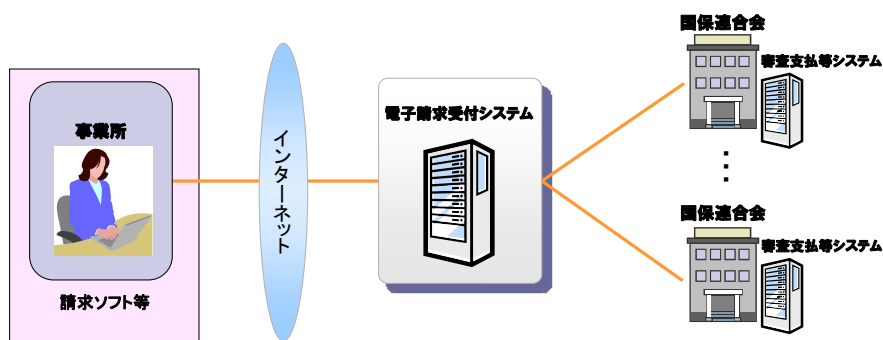 事業所
請求ソフト等
インターネット
電子請求受付システム
国保連合会
審査支払等システム
国保連合会
審査支払等システム